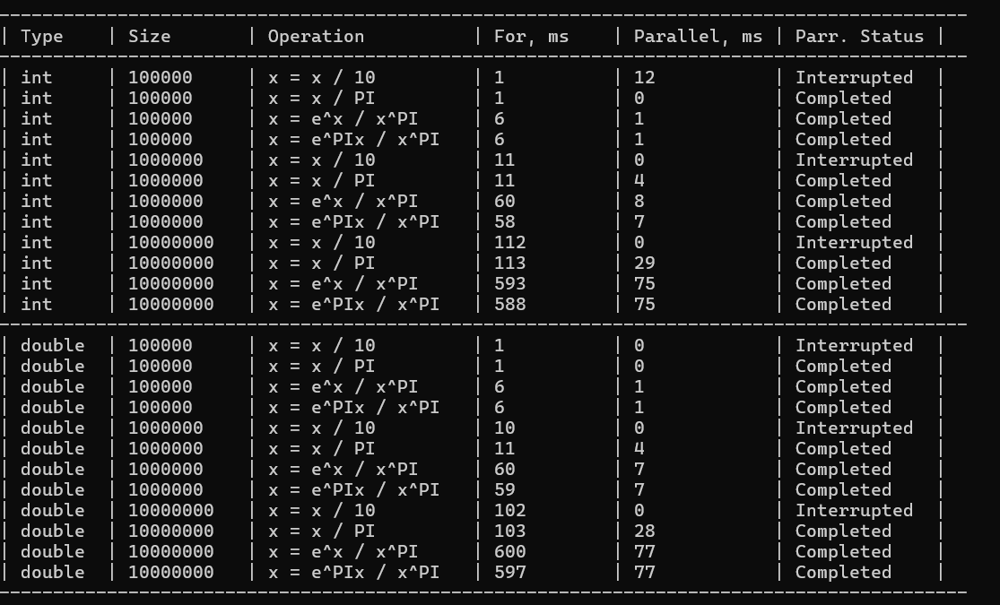 | Type | Size | Operation | For, ms | Parallel, ms | Parr. Status |
| int | 100000 | x = x / 10 | 1 | 12 | Interrupted |
| int | 100000 | x = x / PI | 1 | 0 | Completed |
| int | 100000 | x = e^x / x^PI | 6 | 1 | Completed |
| int | 100000 | x = e^PIx / x^PI | 6 | 1 | Completed |
| int | 1000000 | x = x / 10 | 11 | 0 | Interrupted |
| int | 1000000 | x = x / PI | 11 | 4 | Completed |
| int | 1000000 | x = e^x / x^PI | 60 | 8 | Completed |
| int | 1000000 | x = e^PIx / x^PI | 58 | 7 | Completed |
| int | 10000000 | x = x / 10 | 112 | 0 | Interrupted |
| int | 10000000 | x = x / PI | 113 | 29 | Completed |
| int | 10000000 | x = e^x / x^PI | 593 | 75 | Completed |
| int | 10000000 | x = e^PIx / x^PI | 588 | 75 | Completed |
| double | 100000 | x = x / 10 | 1 | 0 | Interrupted |
| double | 100000 | x = x / PI | 1 | 0 | Completed |
| double | 100000 | x = e^x / x^PI | 6 | 1 | Completed |
| double | 100000 | x = e^PIx / x^PI | 6 | 1 | Completed |
| double | 1000000 | x = x / 10 | 10 | 0 | Interrupted |
| double | 1000000 | x = x / PI | 11 | 4 | Completed |
| double | 1000000 | x = e^x / x^PI | 60 | 7 | Completed |
| double | 1000000 | x = e^PIx / x^PI | 59 | 7 | Completed |
| double | 10000000 | x = x / 10 | 102 | 0 | Interrupted |
| double | 10000000 | x = x / PI | 103 | 28 | Completed |
| double | 10000000 | x = e^x / x^PI | 600 | 77 | Completed |
| double | 10000000 | x = e^PIx / x^PI | 597 | 77 | Completed |